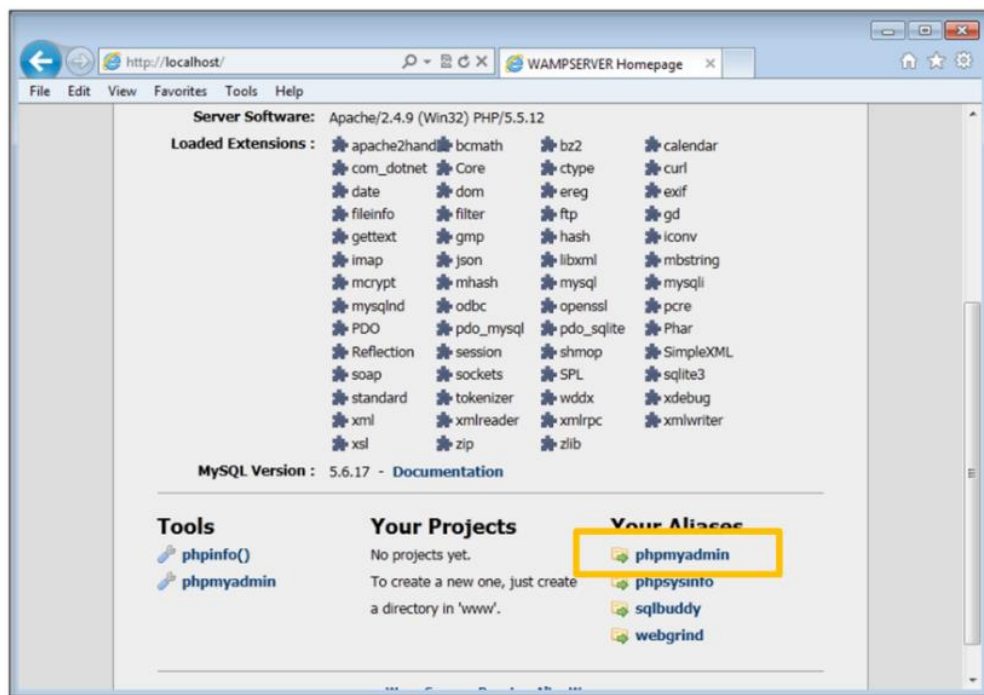 http://localhost/
WAMPSERVER Homepage
File Edit View Favorites Tools Help
Server Software: Apache/2.4.9 (Win32) PHP/5.5.12
Loaded Extensions : apache2hand bcmath bz2 calendar
com_dotnet Core ctype curl
date dom ereg exif
fileinfo filter ftp gd
gettext gmp hash iconv
imap json libxml mbstring
mcrypt mhash mysql mysqli
mysqlnd odbc openssl pcre
PDO pdo_mysql pdo_sqlite Phar
Reflection session shmop SimpleXML
soap sockets SPL sqlite3
standard tokenizer wddx xdebug
xml xmlreader xmlrpc xmlwriter
xsl zip zlib
MySQL Version : 5.6.17 - Documentation
Tools Your Projects Your Aliases
phpinfo() No projects yet. phpmyadmin
phpmyadmin To create a new one, just create phpsysinfo
a directory in 'www'. sqlbuddy
webgrind